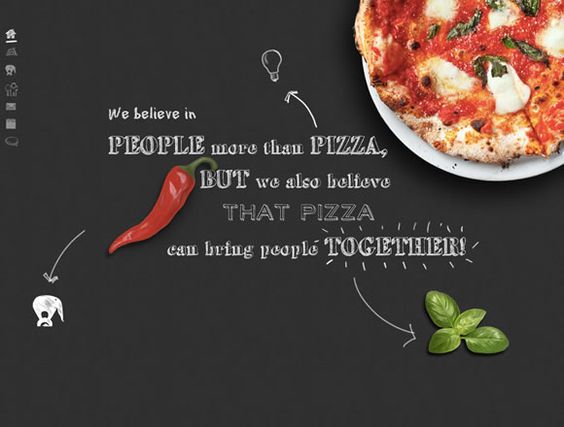 We believe in
PEOPLE more than PIZZA,
BUT we also believe
THAT PIZZA
can bring people TOGETHER!